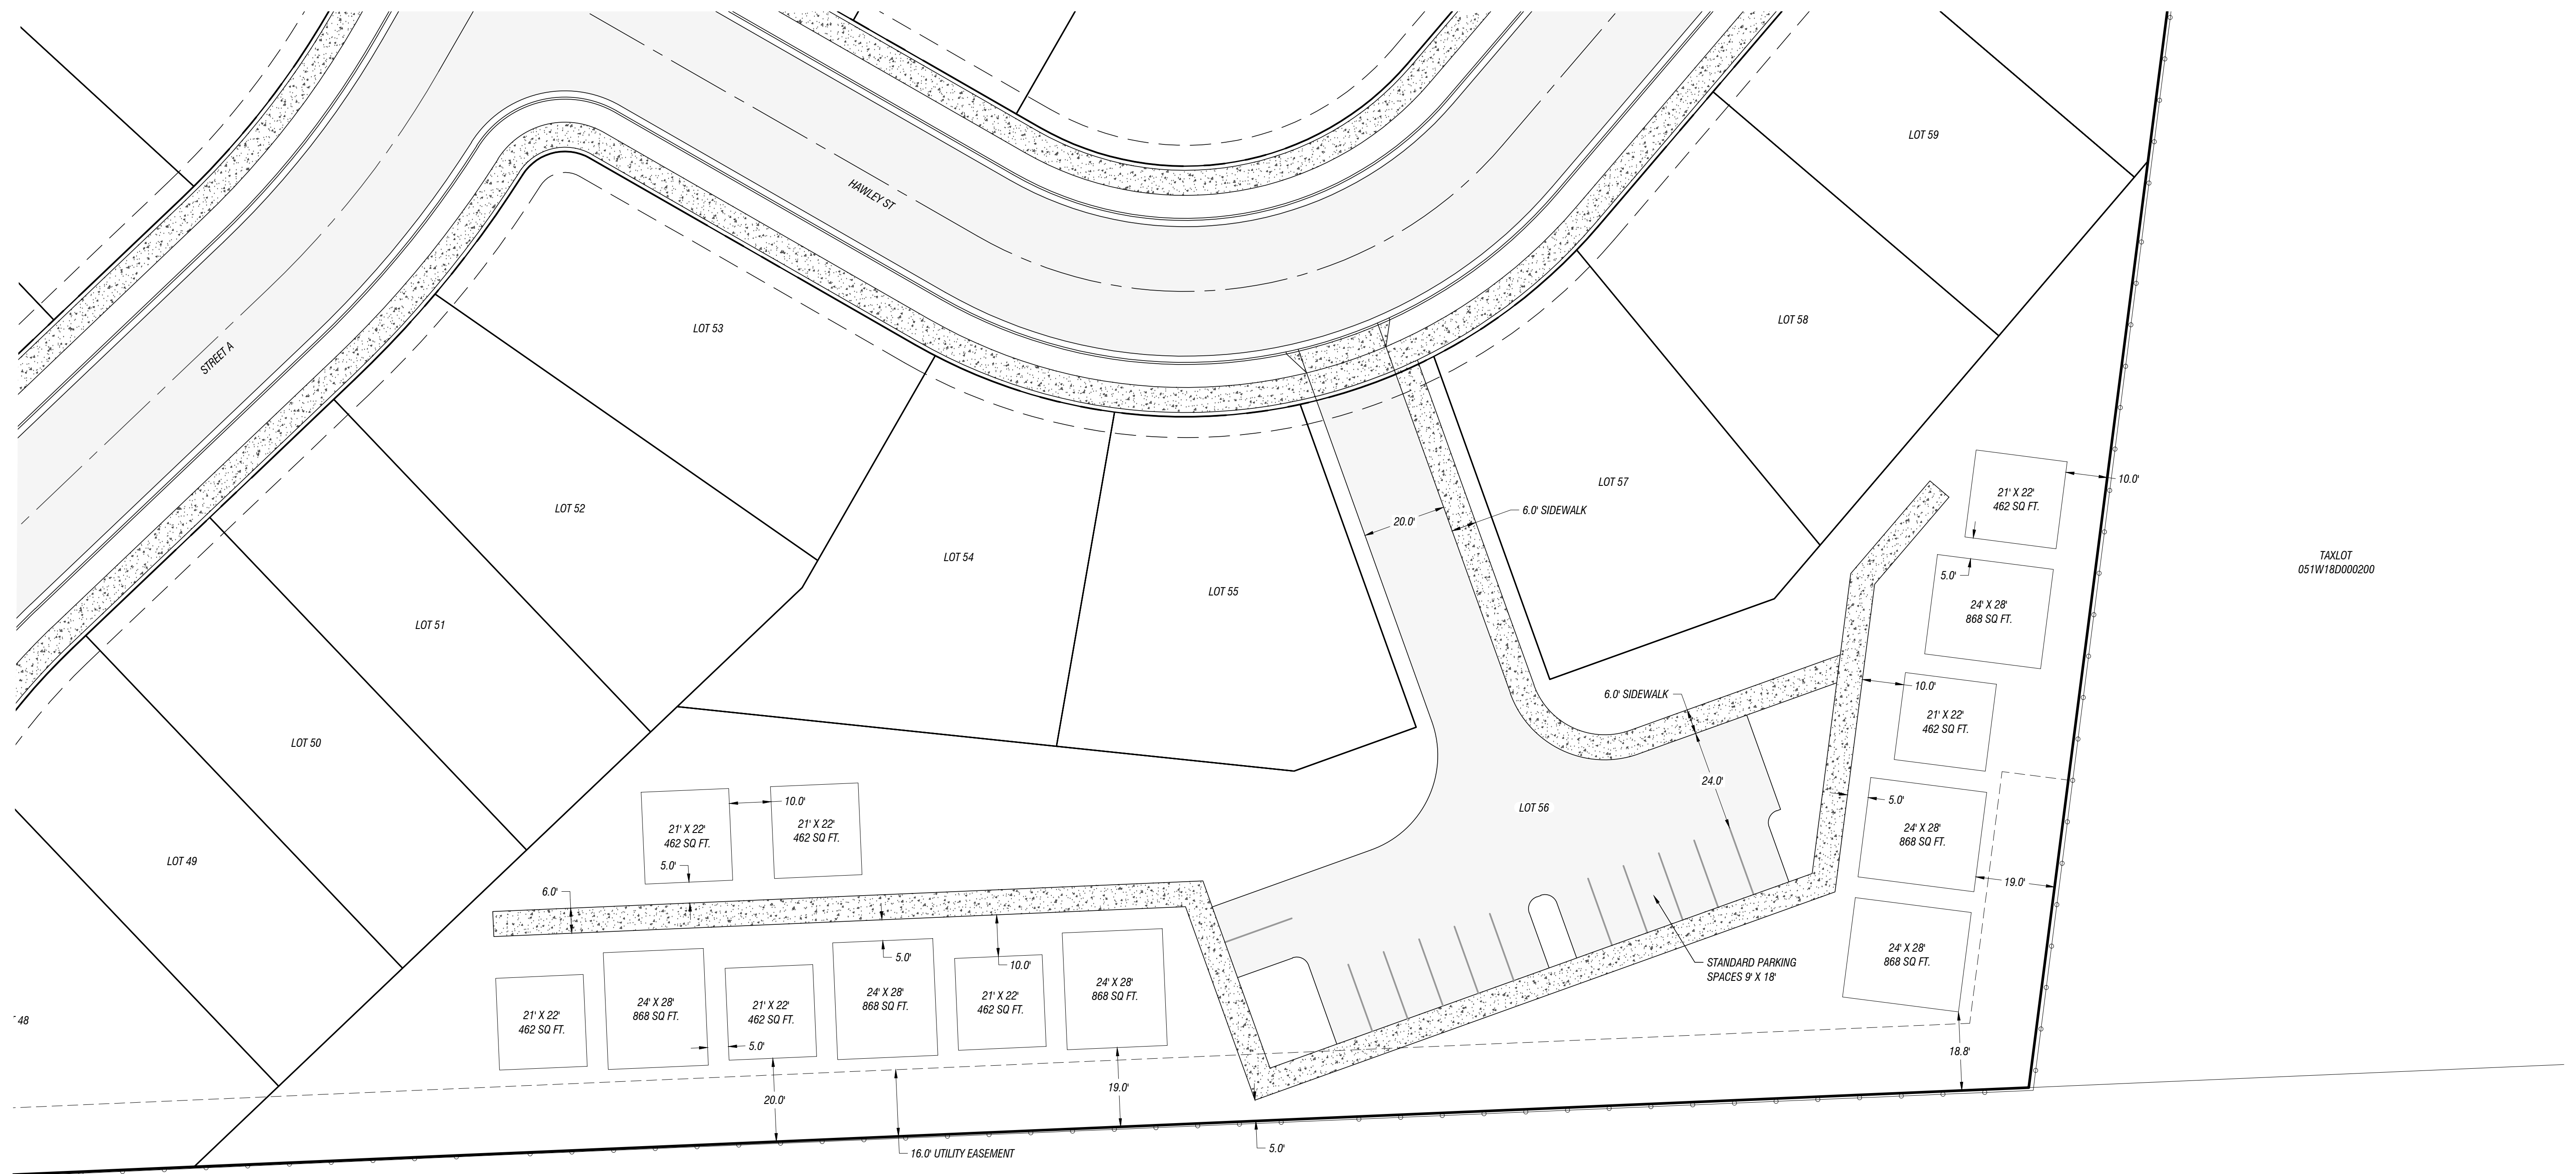 LOT 59
HAWLEY ST
LOT 58
LOT 53
STREET A
LOT 57
21' X 22'
462 SQ FT.
10.0'
LOT 52
20.0'
6.0' SIDEWALK
LOT 54
TAXLOT
051W18D000200
5.0'
24' X 28'
868 SQ FT.
LOT 55
LOT 51
6.0' SIDEWALK
10.0'
21' X 22'
462 SQ FT.
LOT 50
24.0'
21' X 22'
462 SQ FT.
10.0'
21' X 22'
462 SQ FT.
5.0'
LOT 56
5.0'
24' X 28'
868 SQ FT.
LOT 49
6.0'
19.0'
24' X 28'
868 SQ FT.
STANDARD PARKING
SPACES 9' X 18'
21' X 22'
462 SQ FT.
24' X 28'
868 SQ FT.
21' X 22'
462 SQ FT.
24' X 28'
868 SQ FT.
5.0'
21' X 22'
462 SQ FT.
10.0'
24' X 28'
868 SQ FT.
48
5.0'
18.8'
20.0'
19.0'
16.0' UTILITY EASEMENT
5.0'